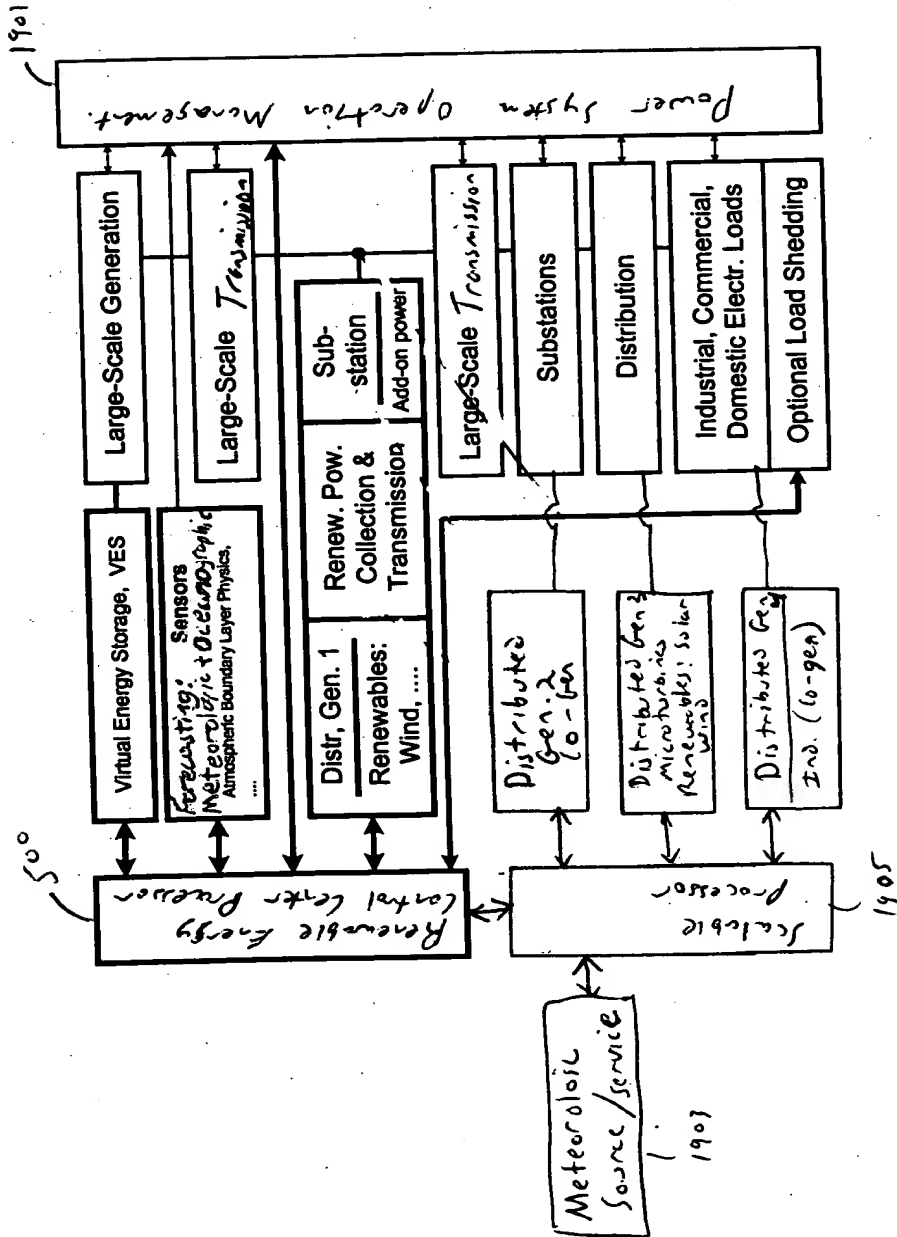 1901
Power System Operation Management.
Large-Scale Generation
Large-Scale Transmission
Sub-
station
Add-on power
Large-Scale Transmission
Substations
Distribution
Industrial, Commercial,
Domestic Electr. Loads
Optional Load Shedding
Virtual Energy Storage, VES
Sensors
Forecasting:
Meteorologic + Oceanographic
Atmospheric Boundary Layer Physics,
....
Renew. Pow.
Collection &
Transmission
Distr, Gen. 1
Renewables:
Wind, ....
Distributed
Gen. 2
Co-Gen
Distributed Gen 3
Microturbines
Renewables: Solar
Wind
Distributed Gen
Ind. (Co-gen)
500
Renewable Energy
Control Center Processor
Scalable
Processor
1905
Meteoroloic
Source/service
1903